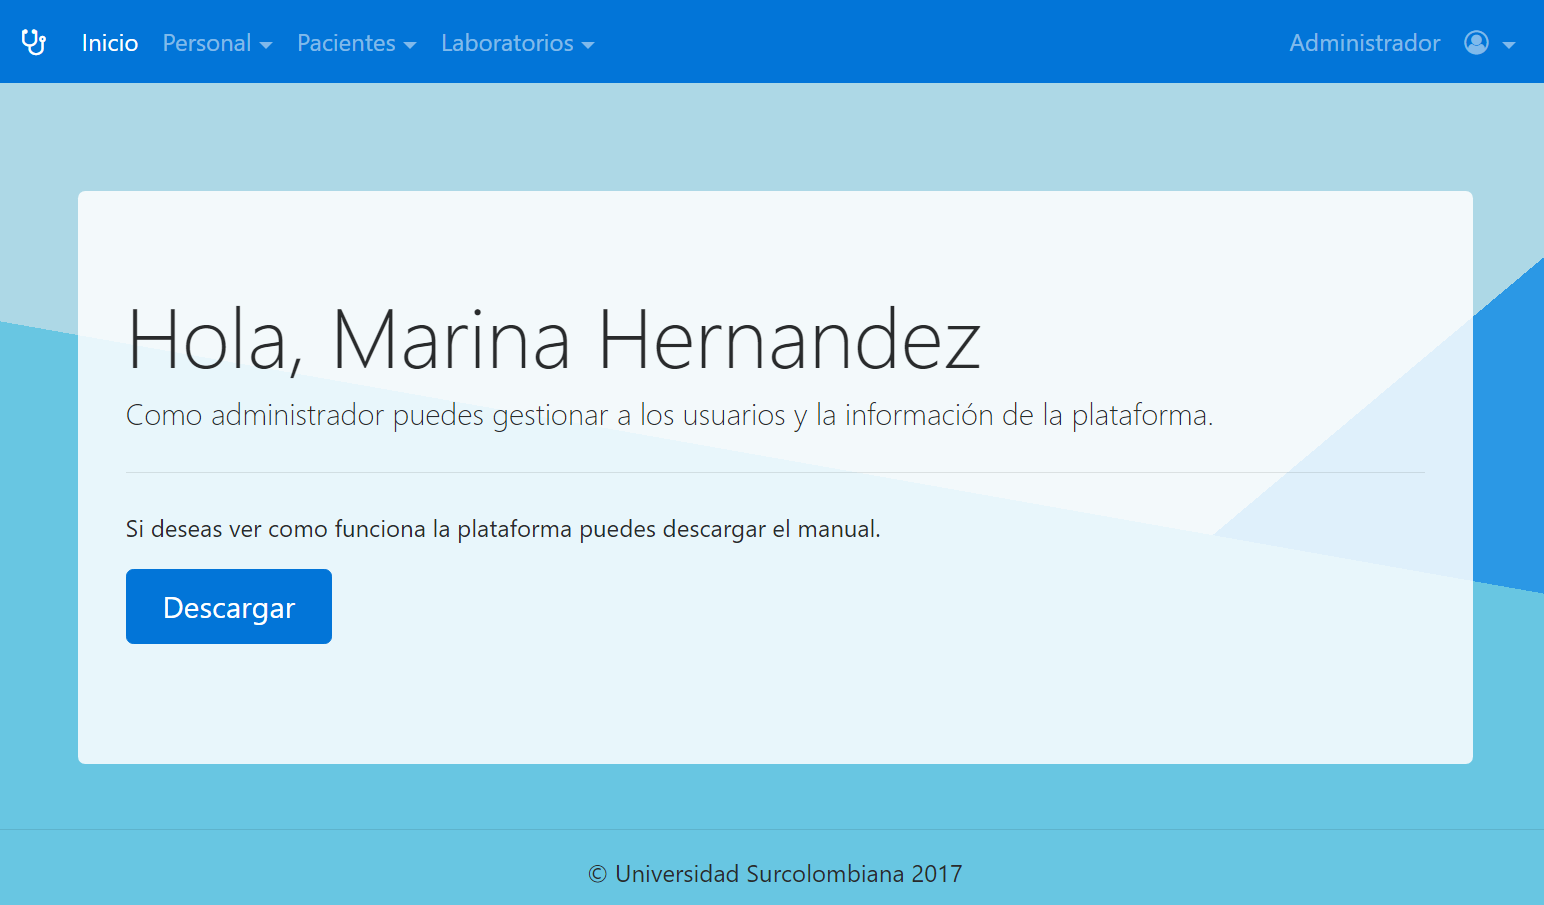 Inicio Personal Pacientes Laboratorios Administrador
Hola, Marina Hernandez
Como administrador puedes gestionar a los usuarios y la información de la plataforma.
Si deseas ver como funciona la plataforma puedes descargar el manual.
Descargar
© Universidad Surcolombiana 2017